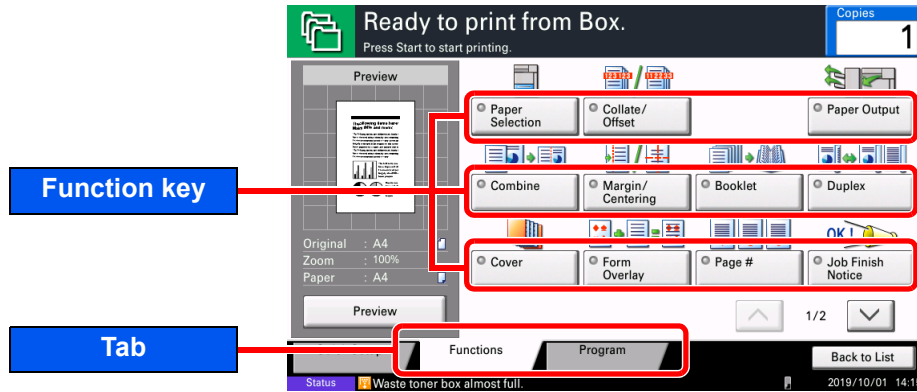 Ready to print from Box.
Press Start to start printing.
Copies
1
Preview
Paper Selection
Collate/ Offset
Paper Output
Function key
Combine
Margin/ Centering
Booklet
Duplex
OK!
Original : A4
Zoom : 100%
Paper : A4
Cover
Form Overlay
Page #
Job Finish Notice
Preview
1/2
Tab
Functions
Program
Back to List
Status
Waste toner box almost full.
2019/10/01